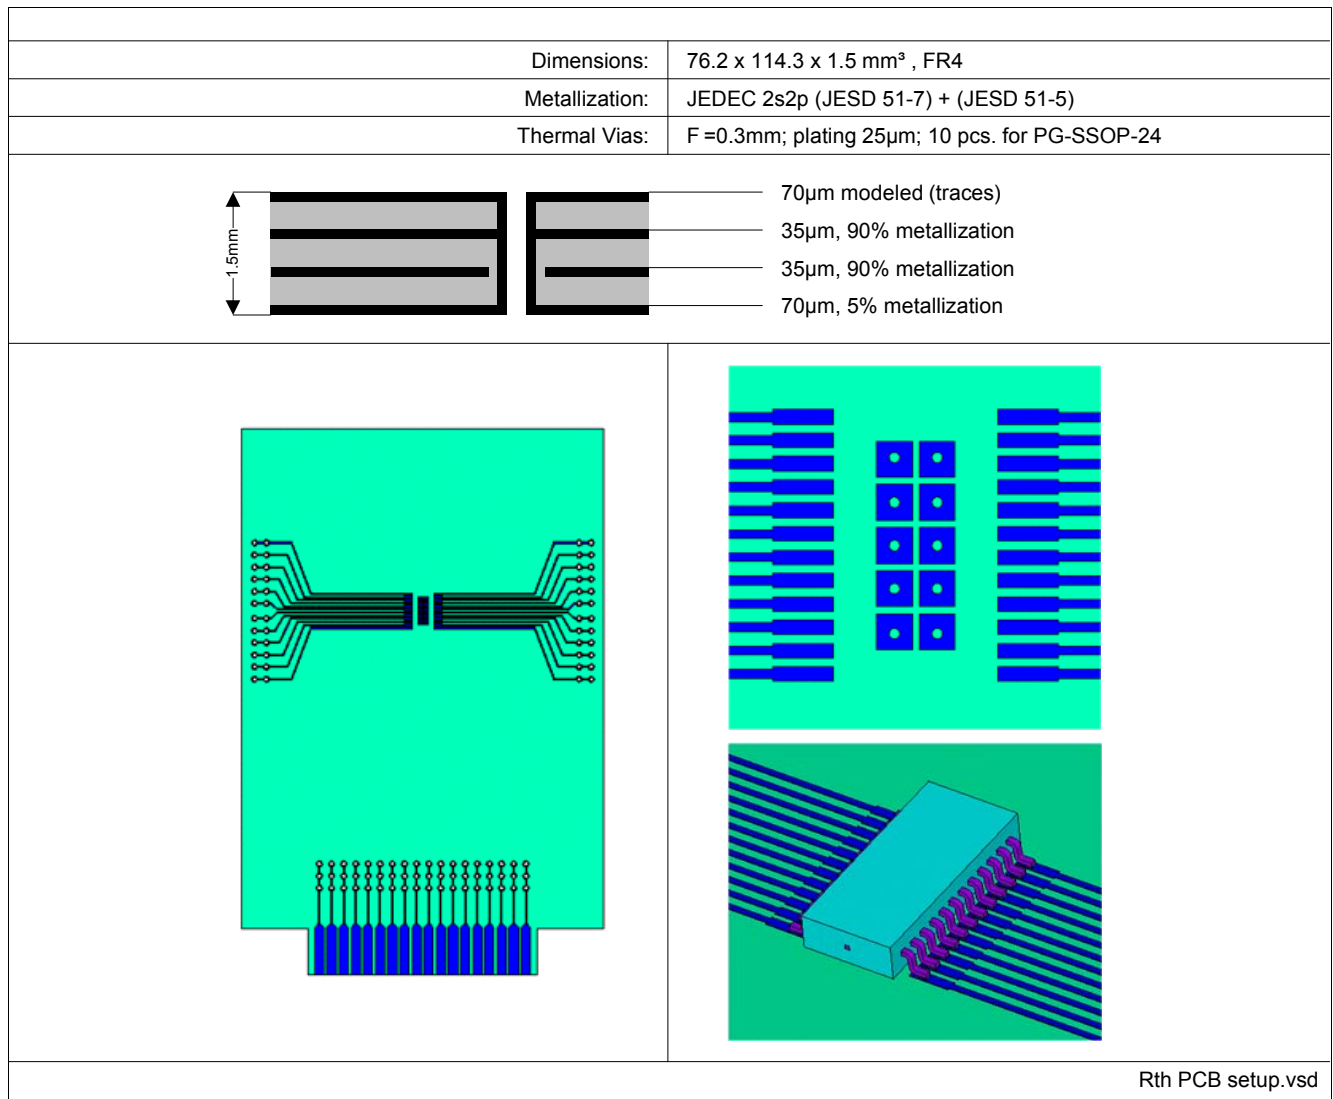 Dimensions: 76.2 x 114.3 x 1.5 mm³ , FR4
Metallization: JEDEC 2s2p (JESD 51-7) + (JESD 51-5)
Thermal Vias: F =0.3mm; plating 25µm; 10 pcs. for PG-SSOP-24
1.5mm
70µm modeled (traces)
35µm, 90% metallization
35µm, 90% metallization
70µm, 5% metallization
Rth PCB setup.vsd